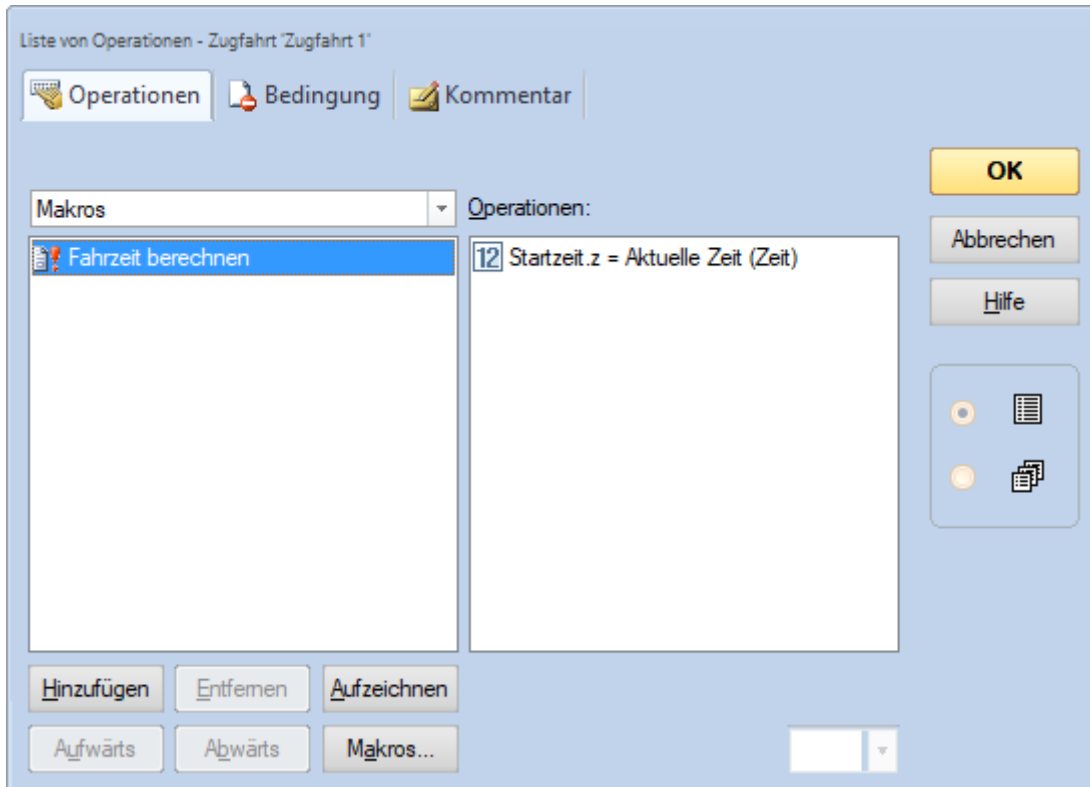 Liste von Operationen - Zugfahrt 'Zugfahrt 1'
Operationen
Bedingung
Kommentar
Makros
Operationen:
Fahrzeit berechnen
12 Startzeit.z = Aktuelle Zeit (Zeit)
OK
Abbrechen
Hilfe
Hinzufügen
Entfernen
Aufzeichnen
Aufwärts
Abwärts
Makros...